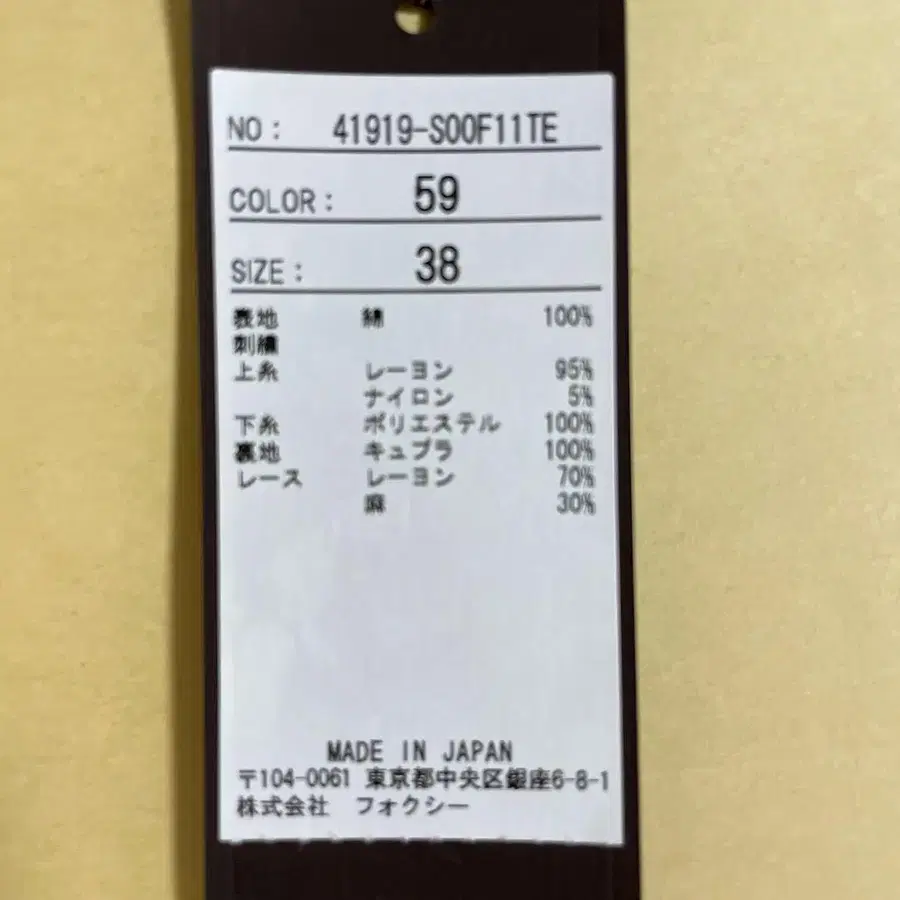 NO: 41919-S00F11TE
COLOR: 59
SIZE: 38
表地 綿 100%
刺繍
上糸 レーヨン 95%
ナイロン 5%
下糸 ポリエステル 100%
裏地 キュプラ 100%
レース レーヨン 70%
麻 30%
MADE IN JAPAN
〒104-0061 東京都中央区銀座6-8-1
株式会社 フォクシー